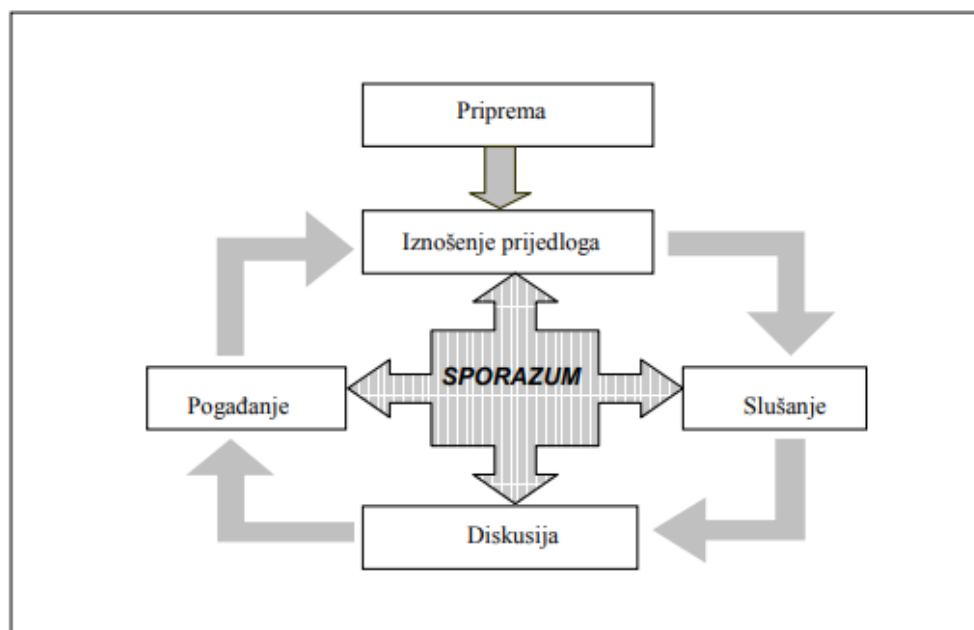 Priprema
Iznošenje prijedloga
SPORAZUM
Pogađanje
Slušanje
Diskusija